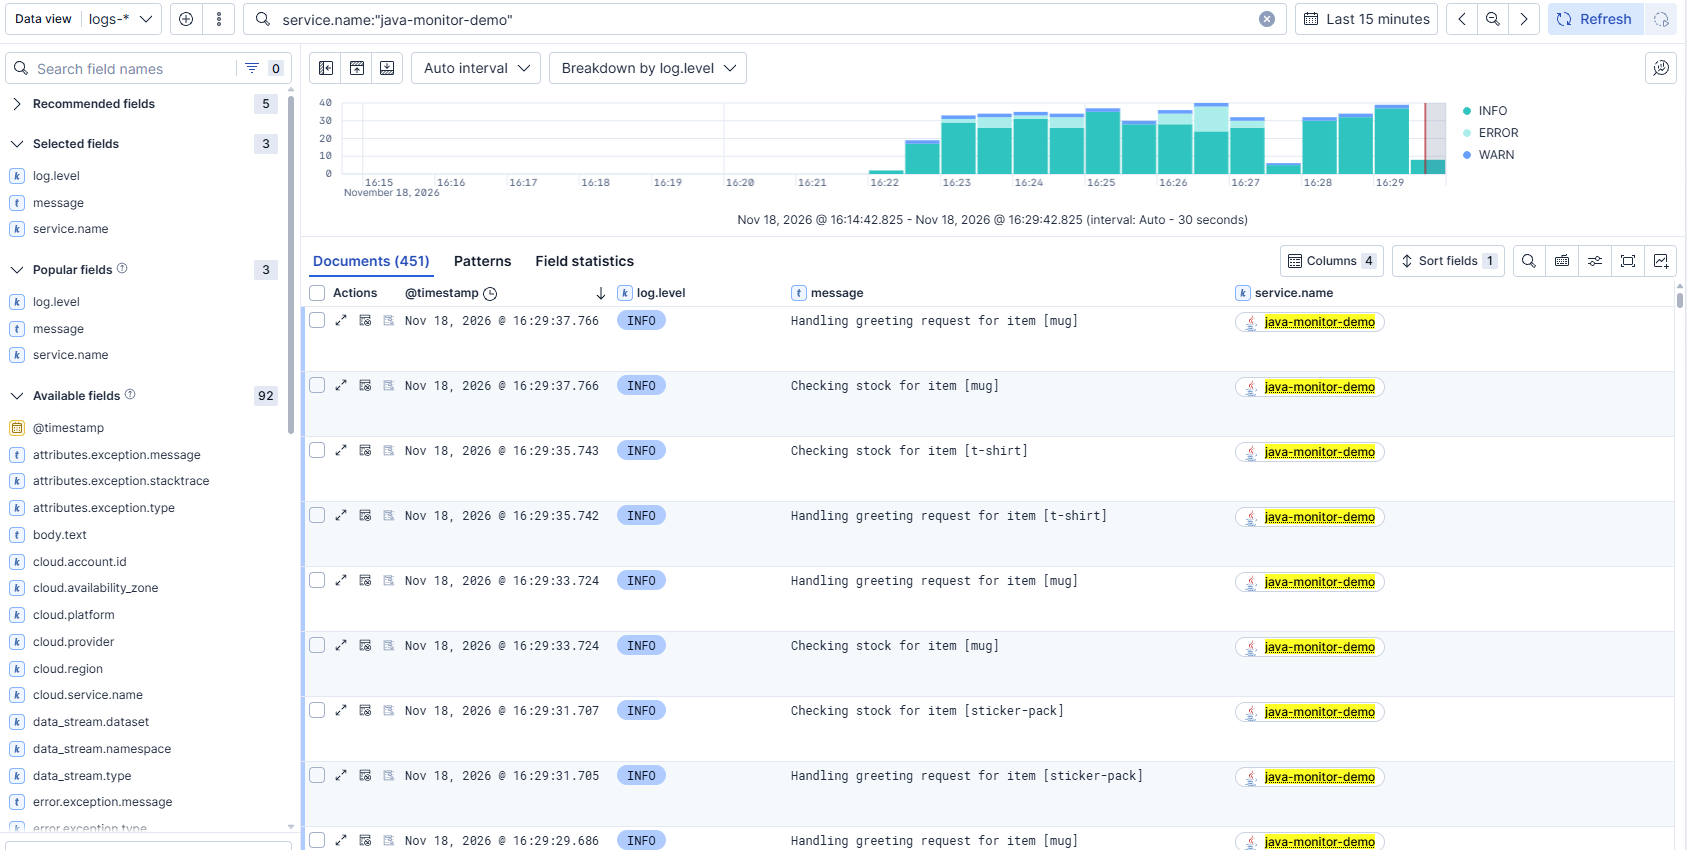 Data view logs-* service.name:"java-monitor-demo" Last 15 minutes Refresh
Search field names 0
Recommended fields 5
Selected fields 3
log.level
message
service.name
Popular fields 3
log.level
message
service.name
Available fields 92
@timestamp
attributes.exception.message
attributes.exception.stacktrace
attributes.exception.type
body.text
cloud.account.id
cloud.availability_zone
cloud.platform
cloud.provider
cloud.region
cloud.service.name
data_stream.dataset
data_stream.namespace
data_stream.type
error.exception.message
error.exception.type
Auto interval Breakdown by log.level
40
30
20
10
0
16:15 16:16 16:17 16:18 16:19 16:20 16:21 16:22 16:23 16:24 16:25 16:26 16:27 16:28 16:29
November 18, 2026
INFO
ERROR
WARN
Nov 18, 2026 @ 16:14:42.825 - Nov 18, 2026 @ 16:29:42.825 (interval: Auto - 30 seconds)
Documents (451) Patterns Field statistics Columns 4 Sort fields 1
Actions @timestamp k log.level t message k service.name
Nov 18, 2026 @ 16:29:37.766 INFO Handling greeting request for item [mug] java-monitor-demo
Nov 18, 2026 @ 16:29:37.766 INFO Checking stock for item [mug] java-monitor-demo
Nov 18, 2026 @ 16:29:35.743 INFO Checking stock for item [t-shirt] java-monitor-demo
Nov 18, 2026 @ 16:29:35.742 INFO Handling greeting request for item [t-shirt] java-monitor-demo
Nov 18, 2026 @ 16:29:33.724 INFO Handling greeting request for item [mug] java-monitor-demo
Nov 18, 2026 @ 16:29:33.724 INFO Checking stock for item [mug] java-monitor-demo
Nov 18, 2026 @ 16:29:31.707 INFO Checking stock for item [sticker-pack] java-monitor-demo
Nov 18, 2026 @ 16:29:31.705 INFO Handling greeting request for item [sticker-pack] java-monitor-demo
Nov 18, 2026 @ 16:29:29.686 INFO Handling greeting request for item [mug] java-monitor-demo